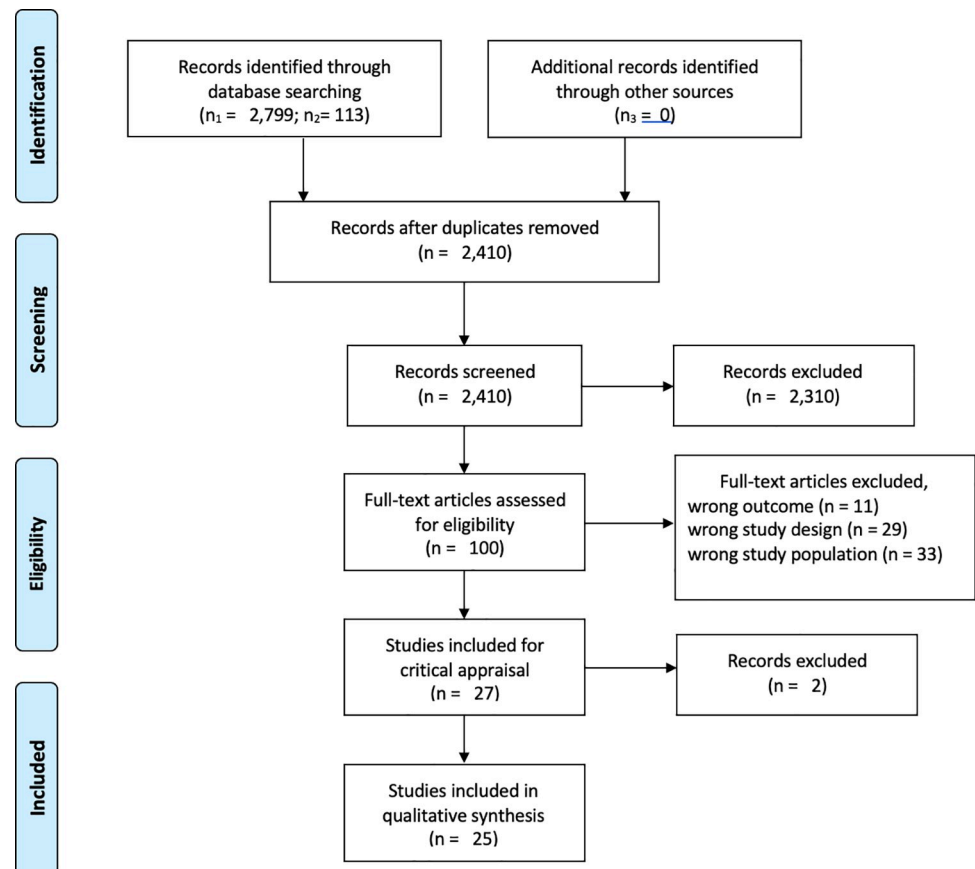 Identification
Records identified through
database searching
(n₁ = 2,799; n₂= 113)
Additional records identified
through other sources
(n₃ = 0)
Records after duplicates removed
(n = 2,410)
Screening
Records screened
(n = 2,410)
Records excluded
(n = 2,310)
Eligibility
Full-text articles assessed
for eligibility
(n = 100)
Full-text articles excluded,
wrong outcome (n = 11)
wrong study design (n = 29)
wrong study population (n = 33)
Studies included for
critical appraisal
(n = 27)
Records excluded
(n = 2)
Included
Studies included in
qualitative synthesis
(n = 25)